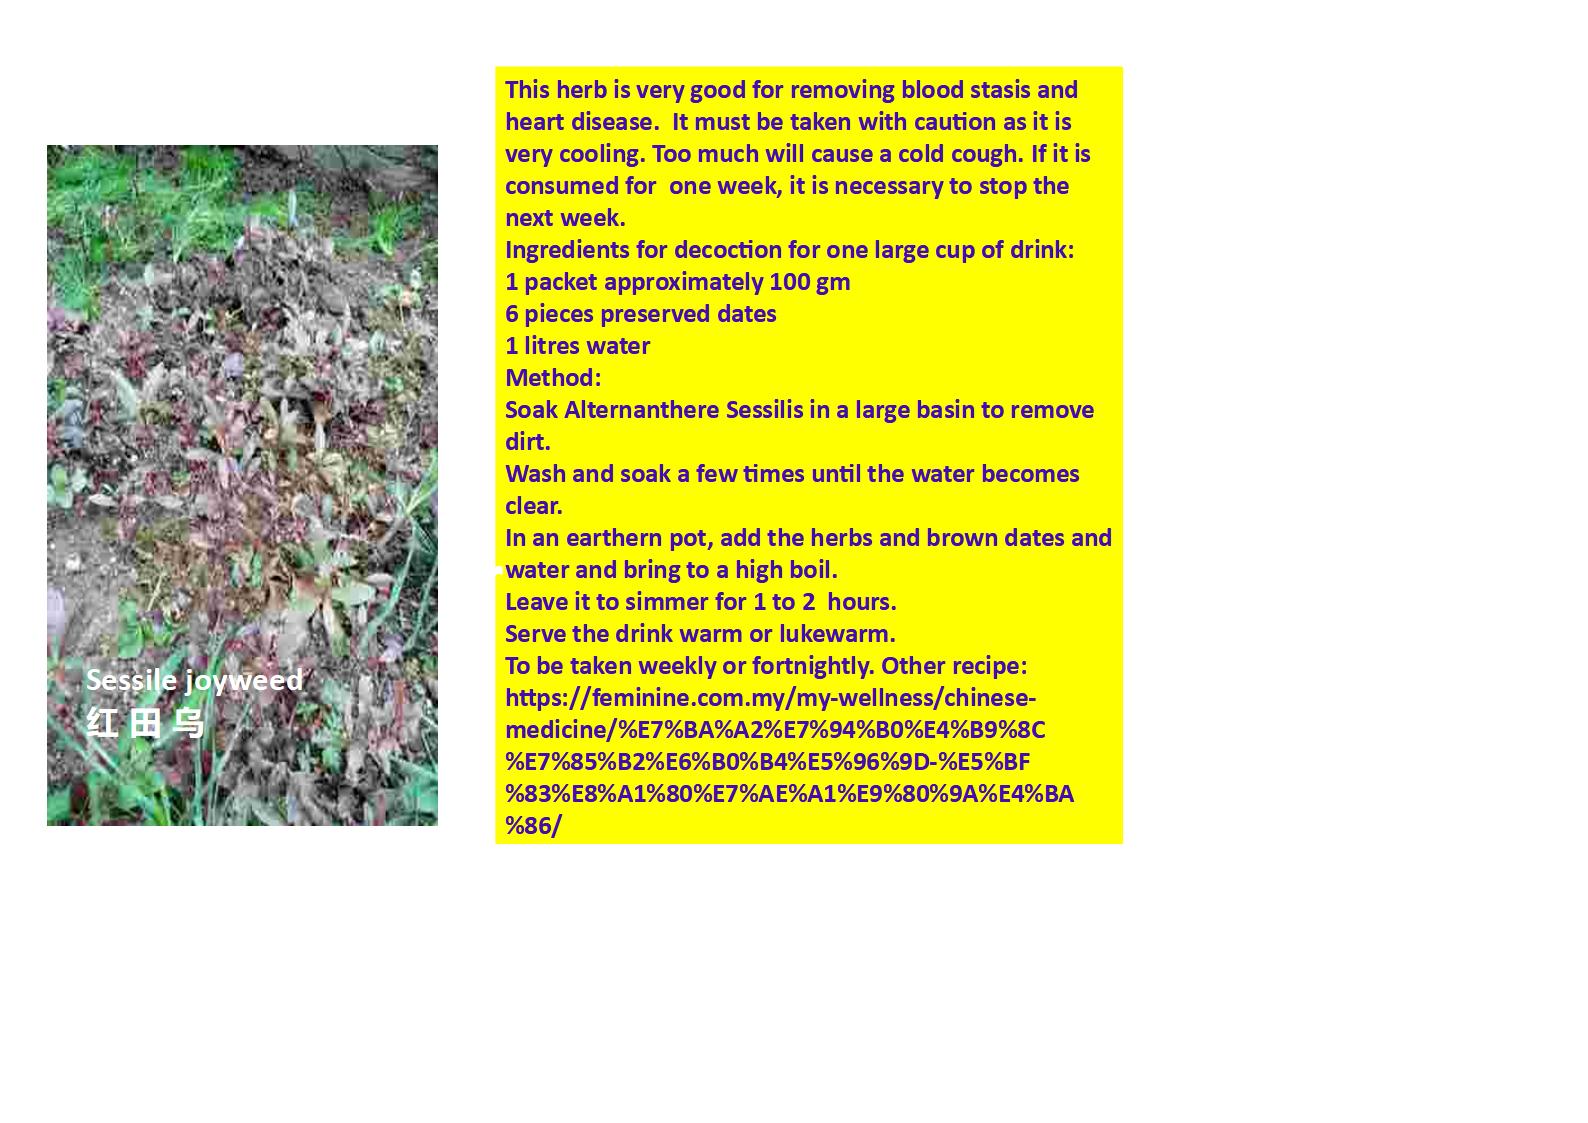 This herb is very good for removing blood stasis and
heart disease.  It must be taken with caution as it is
very cooling. Too much will cause a cold cough. If it is
consumed for  one week, it is necessary to stop the
next week.
Ingredients for decoction for one large cup of drink:
1 packet approximately 100 gm
6 pieces preserved dates
1 litres water
Method:
Soak Alternanthere Sessilis in a large basin to remove
dirt.
Wash and soak a few times until the water becomes
clear.
In an earthern pot, add the herbs and brown dates and
water and bring to a high boil.
Leave it to simmer for 1 to 2  hours.
Serve the drink warm or lukewarm.
To be taken weekly or fortnightly. Other recipe:
https://feminine.com.my/my-wellness/chinese-
medicine/%E7%BA%A2%E7%94%B0%E4%B9%8C
%E7%85%B2%E6%B0%B4%E5%96%9D-%E5%BF
%83%E8%A1%80%E7%AE%A1%E9%80%9A%E4%BA
%86/
Sessile joyweed
红 田 乌